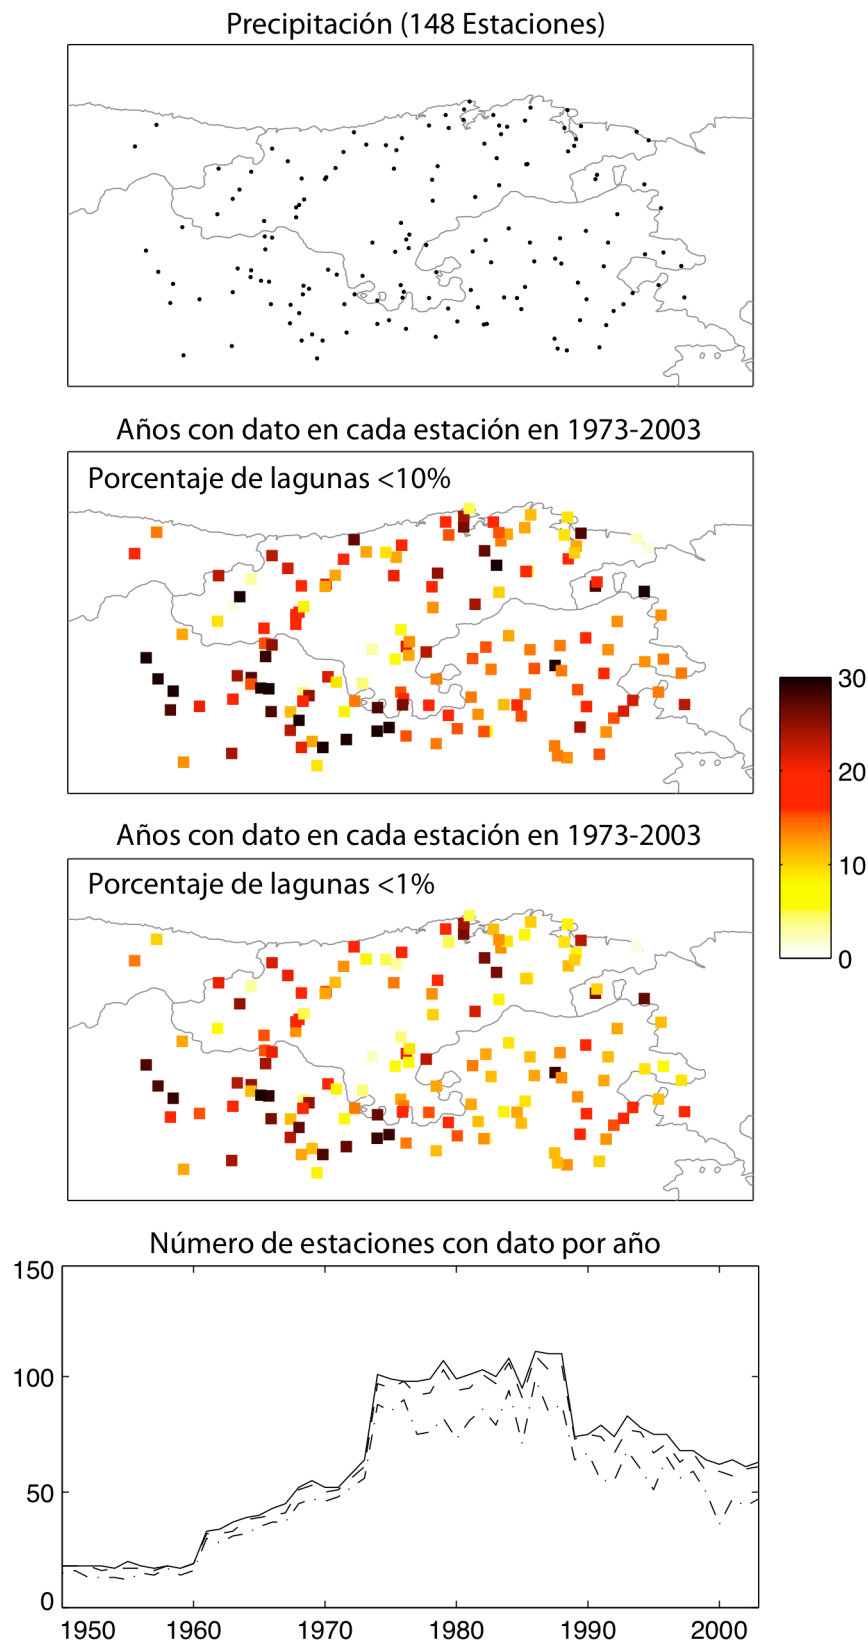 Precipitación (148 Estaciones)
Años con dato en cada estación en 1973-2003
Porcentaje de lagunas <10%
30
20
10
0
Años con dato en cada estación en 1973-2003
Porcentaje de lagunas <1%
Número de estaciones con dato por año
150
100
50
0
1950 1960 1970 1980 1990 2000